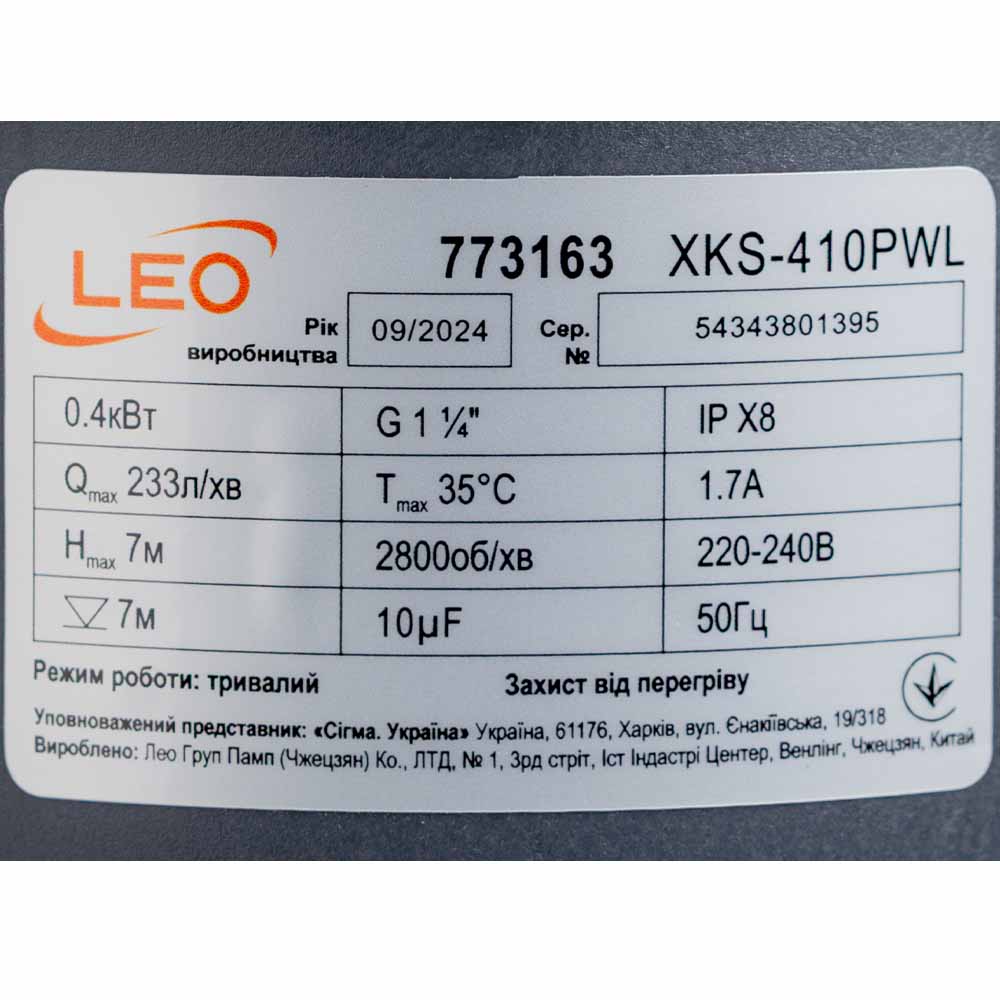 LEO
773163 XKS-410PWL
Рік виробництва 09/2024 Сер. № 54343801395
0.4кВт G 1 ¼" IP X8
Qmax 233л/хв Tmax 35°C 1.7А
Hmax 7м 2800об/хв 220-240В
7м 10µF 50Гц
Режим роботи: тривалий Захист від перегріву
Уповноважений представник: «Сігма. Україна» Україна, 61176, Харків, вул. Єнакіївська, 19/318
Вироблено: Лео Груп Памп (Чжецзян) Ко., ЛТД, № 1, 3рд стріт, Іст Індастрі Центер, Венлінг, Чжецзян, Китай